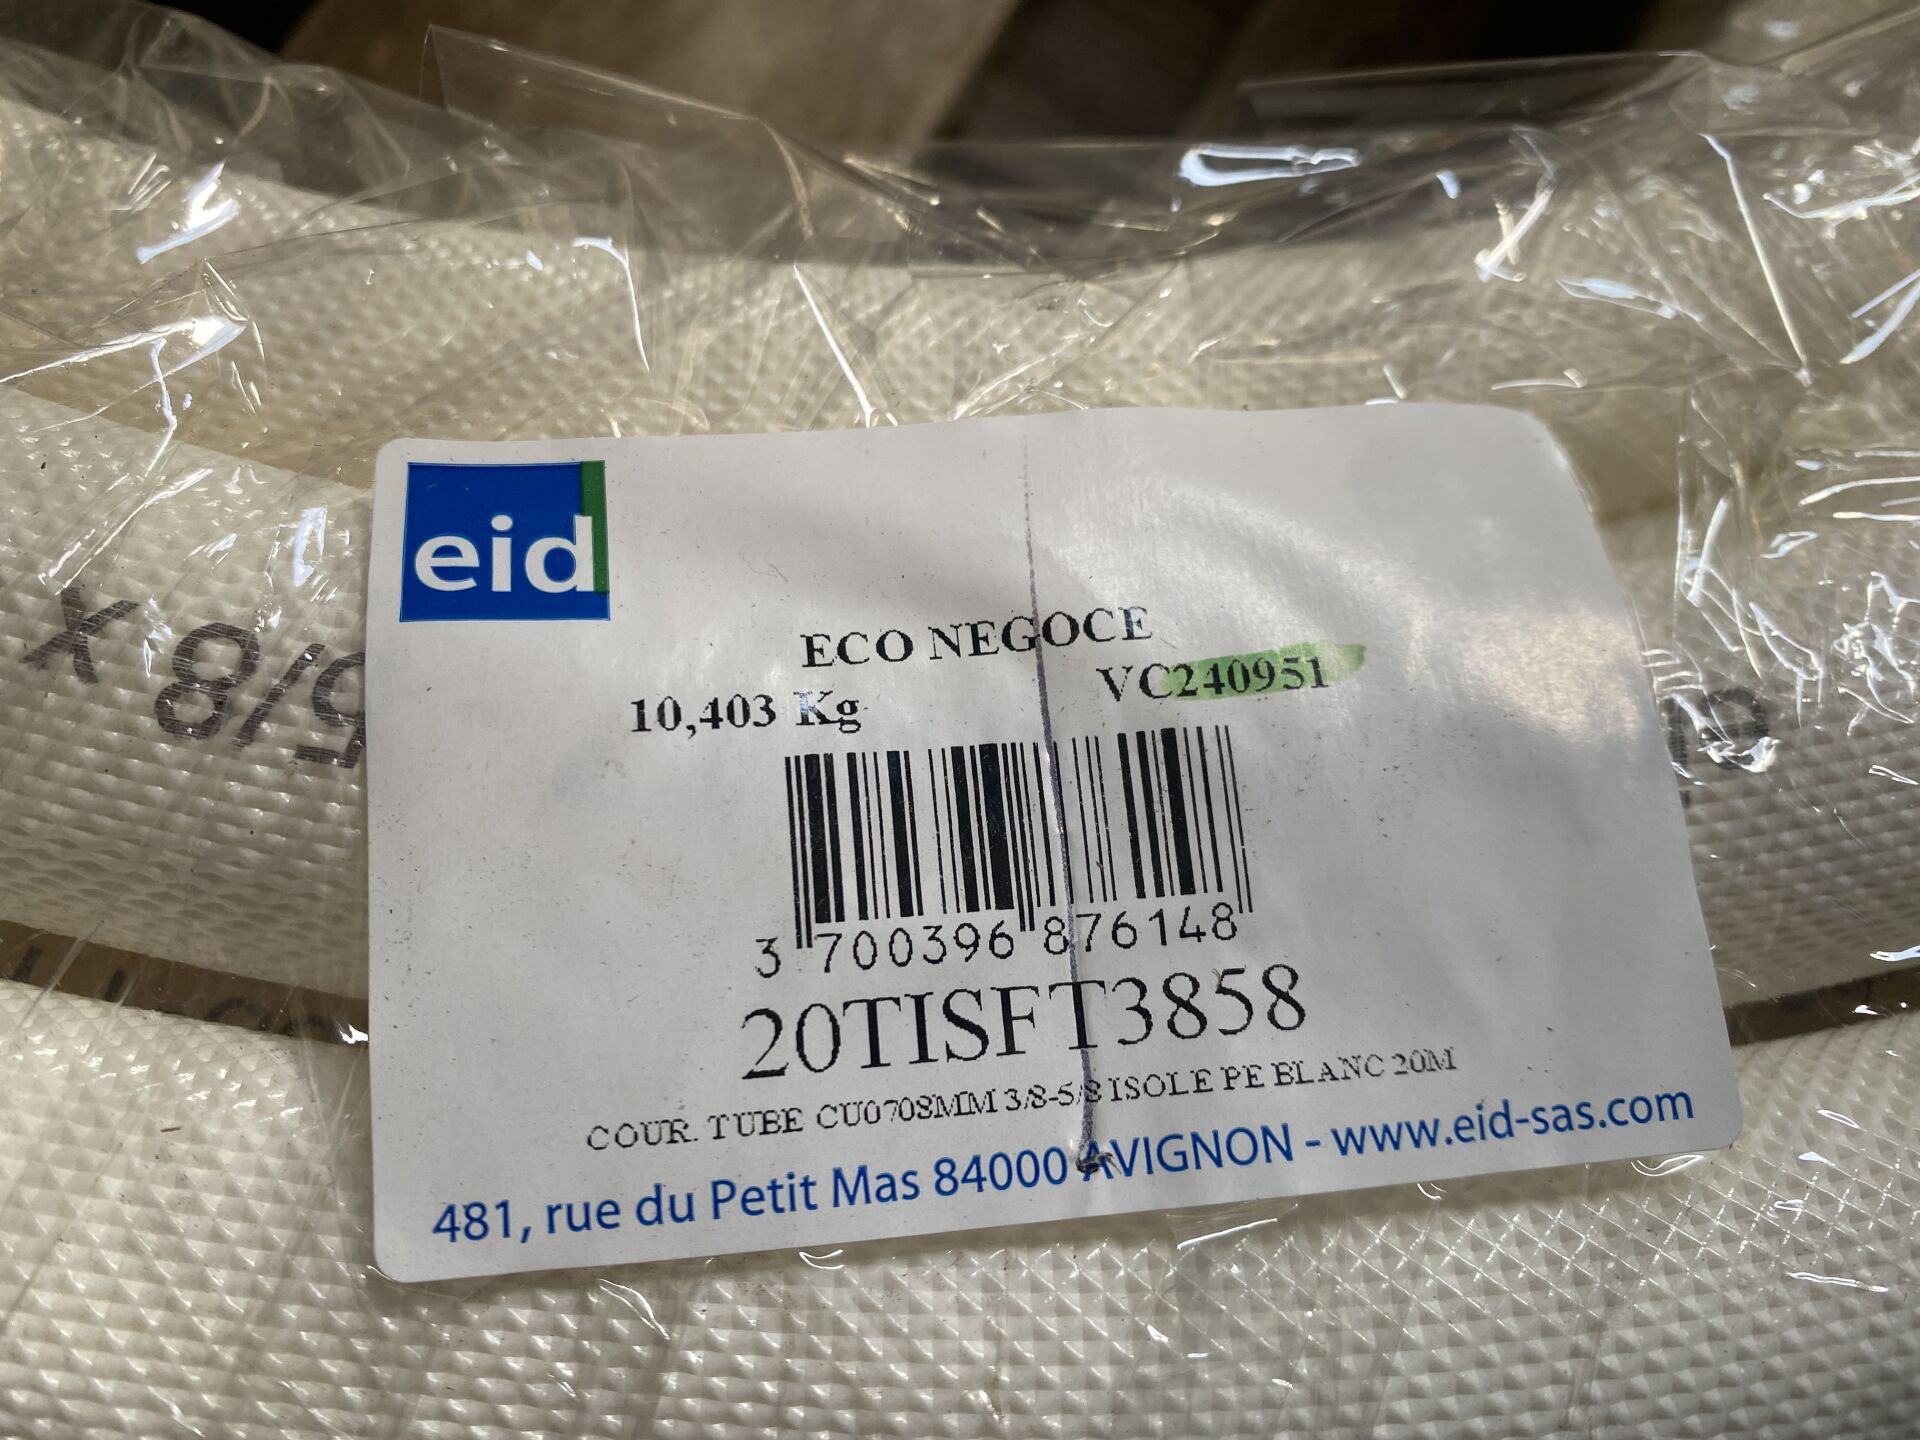 eid
ECO NEGOCE
10,403 Kg VC240951
3 700396 876148
20TISFT3858
COUR. TUBE CU0708MM 3/8-5/8 ISOLE PE BLANC 20M
481, rue du Petit Mas 84000 AVIGNON - www.eid-sas.com
5/8 x